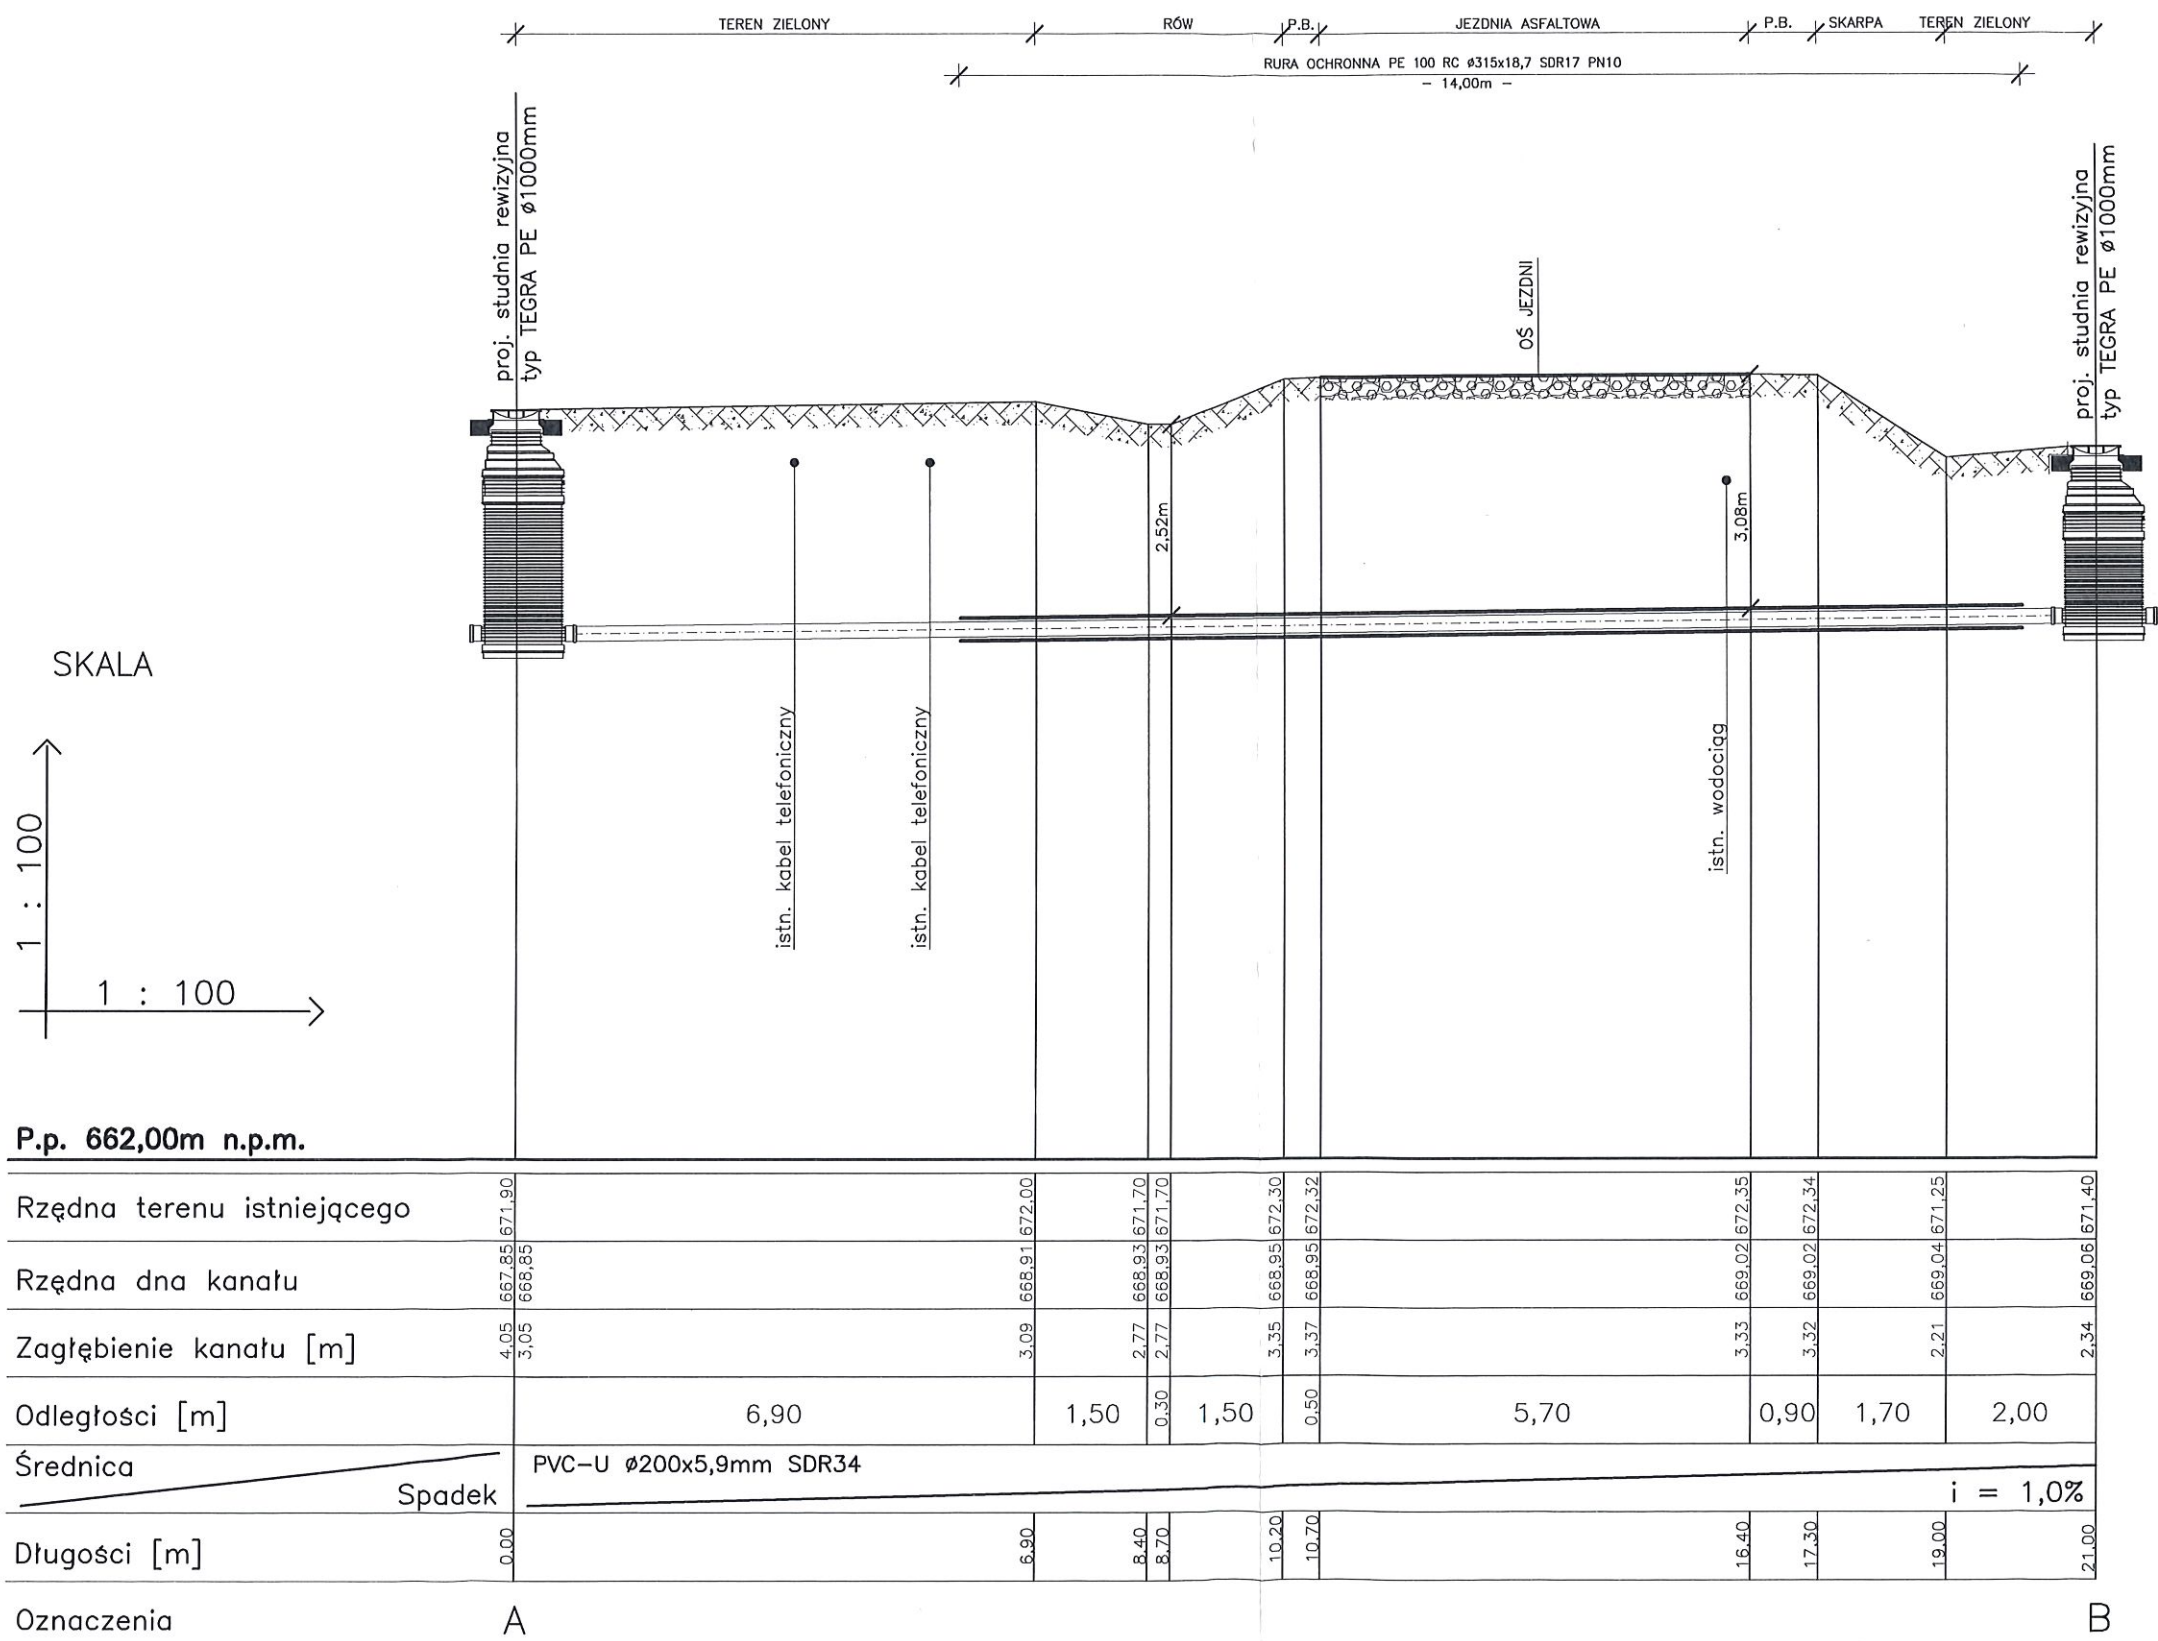 TEREN ZIELONY RÓW P.B. JEZDNIA ASFALTOWA P.B. SKARPA TEREN ZIELONY
RURA OCHRONNA PE 100 RC ø315x18,7 SDR17 PN10
– 14,00m –
proj. studnia rewizyjna
typ TEGRA PE ø1000mm
OŚ JEZDNI
proj. studnia rewizyjna
typ TEGRA PE ø1000mm
2,52m
3,08m
SKALA
1 : 100
1 : 100
istn. kabel telefoniczny
istn. kabel telefoniczny
istn. wodociąg
P.p. 662,00m n.p.m.
Rzędna terenu istniejącego 671,90 672,00 671,70 671,70 672,30 672,32 672,35 672,34 671,25 671,40
Rzędna dna kanału 667,85 668,85 668,91 668,93 668,93 668,95 668,95 669,02 669,02 669,04 669,06
Zagłębienie kanału [m] 4,05 3,05 3,09 2,77 2,77 3,35 3,37 3,33 3,32 2,21 2,34
Odległości [m] 6,90 1,50 0,30 1,50 0,50 5,70 0,90 1,70 2,00
Średnica PVC–U ø200x5,9mm SDR34
Spadek i = 1,0%
Długości [m] 0,00 6,90 8,40 8,70 10,20 10,70 16,40 17,30 19,00 21,00
Oznaczenia A B